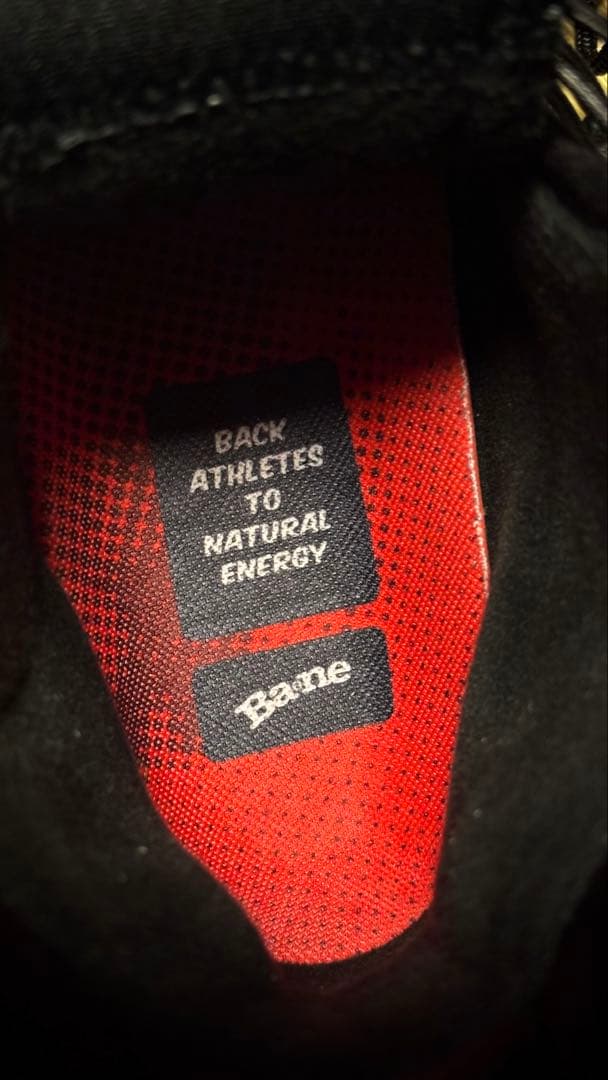 BACK
ATHLETES
TO
NATURAL
ENERGY
Bane